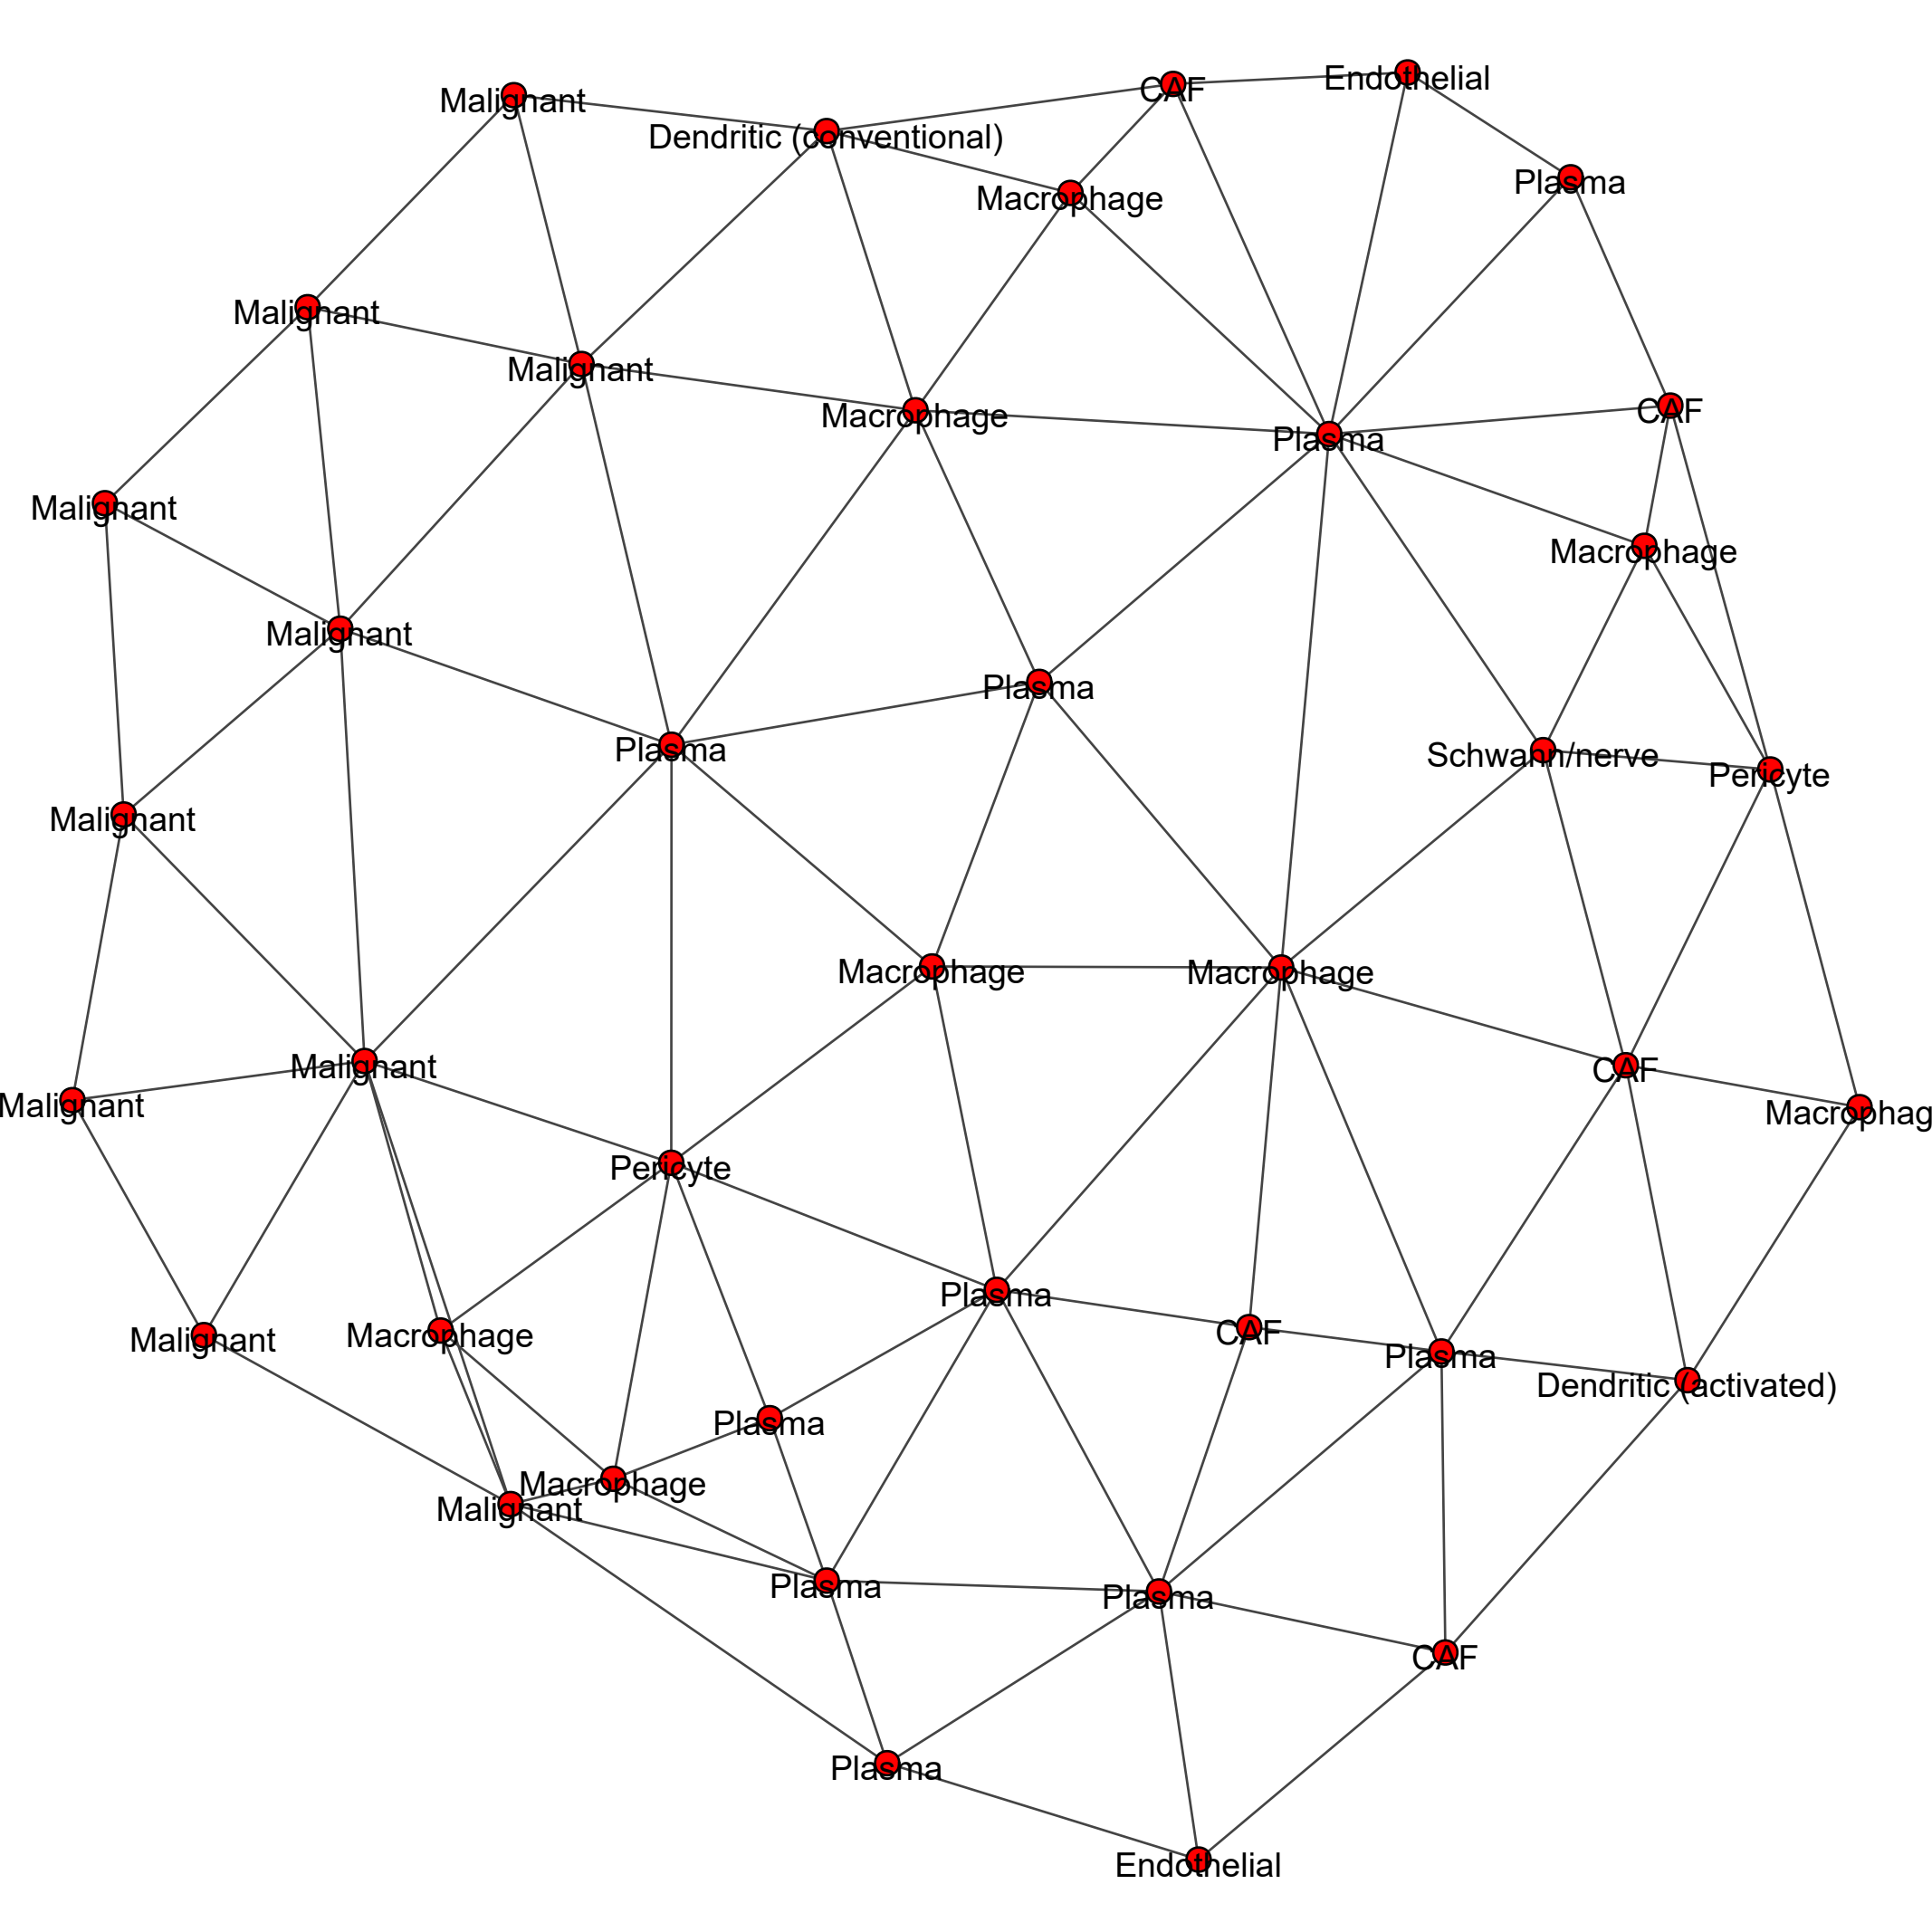 Endothelial
CAF
Malignant
Dendritic (conventional)
Plasma
Macrophage
Malignant
Malignant
CAF
Macrophage
Plasma
Malignant
Macrophage
Malignant
Plasma
Plasma
Schwann/nerve
Pericyte
Malignant
Macrophage
Macrophage
Malignant
CAF
Malignant
Macrophag
Pericyte
Plasma
CAF
Malignant
Macrophage
Plasma
Dendritic (activated)
Plasma
Macrophage
Malignant
Plasma
Plasma
CAF
Plasma
Endothelial